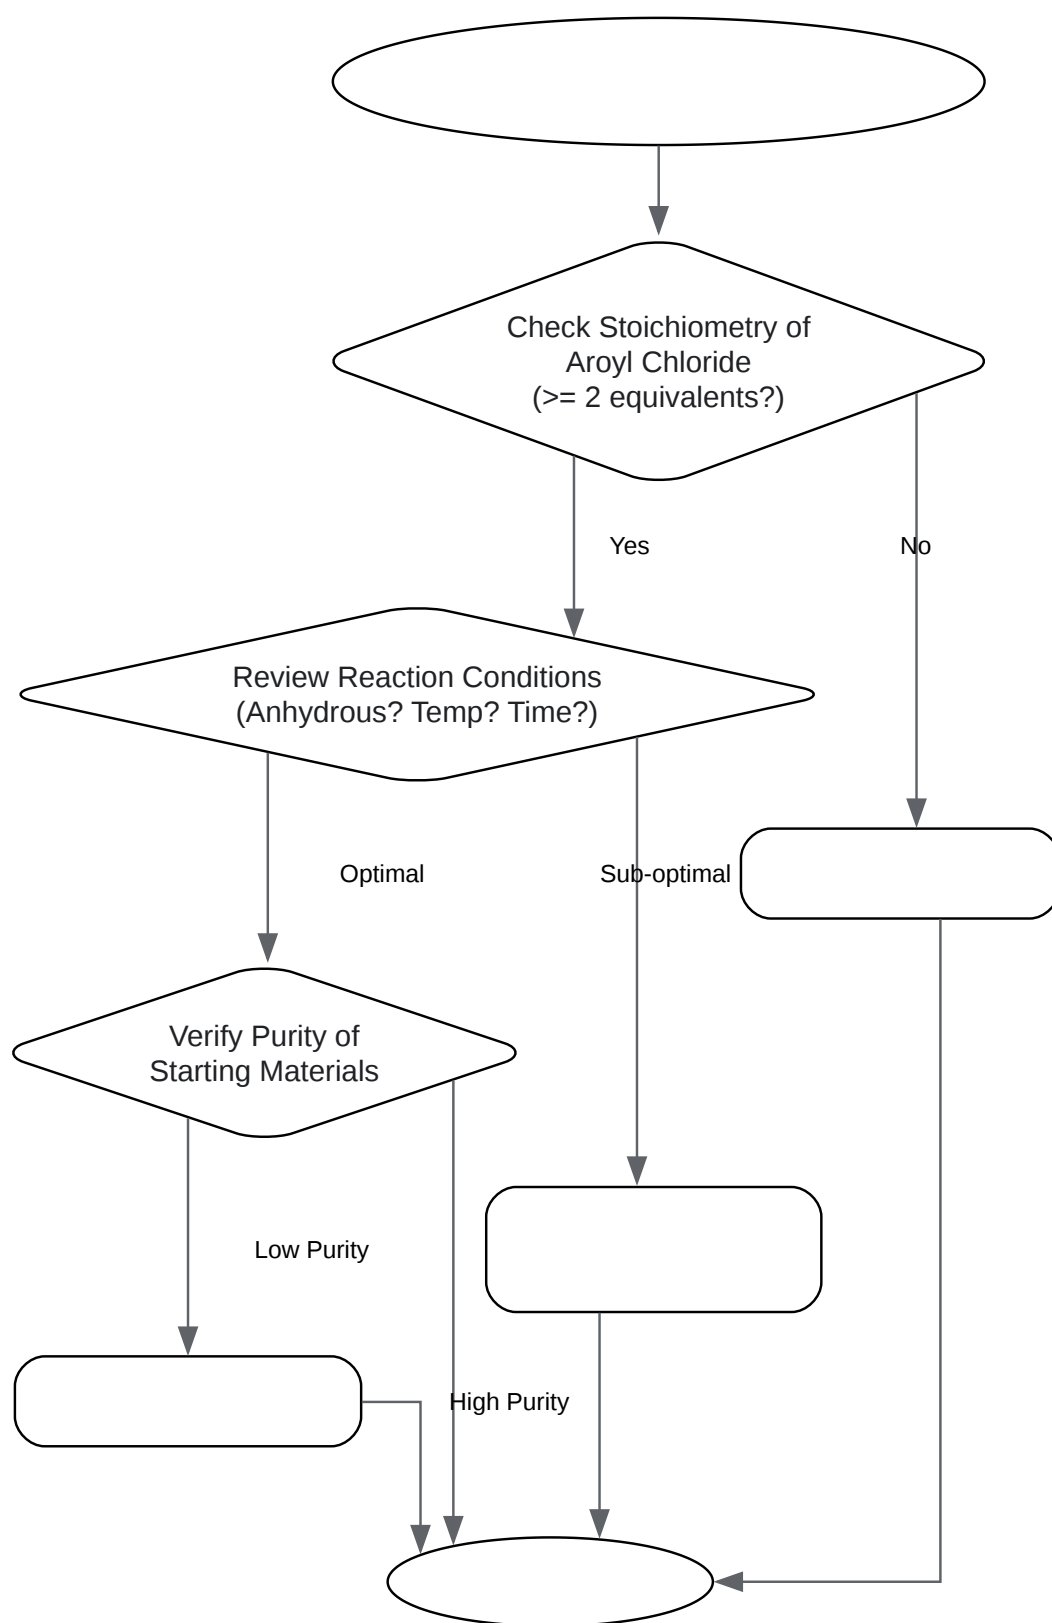 Check Stoichiometry of
Aroyl Chloride
(>= 2 equivalents?)
Yes
No
Review Reaction Conditions
(Anhydrous? Temp? Time?)
Optimal
Sub-optimal
Verify Purity of
Starting Materials
Low Purity
High Purity